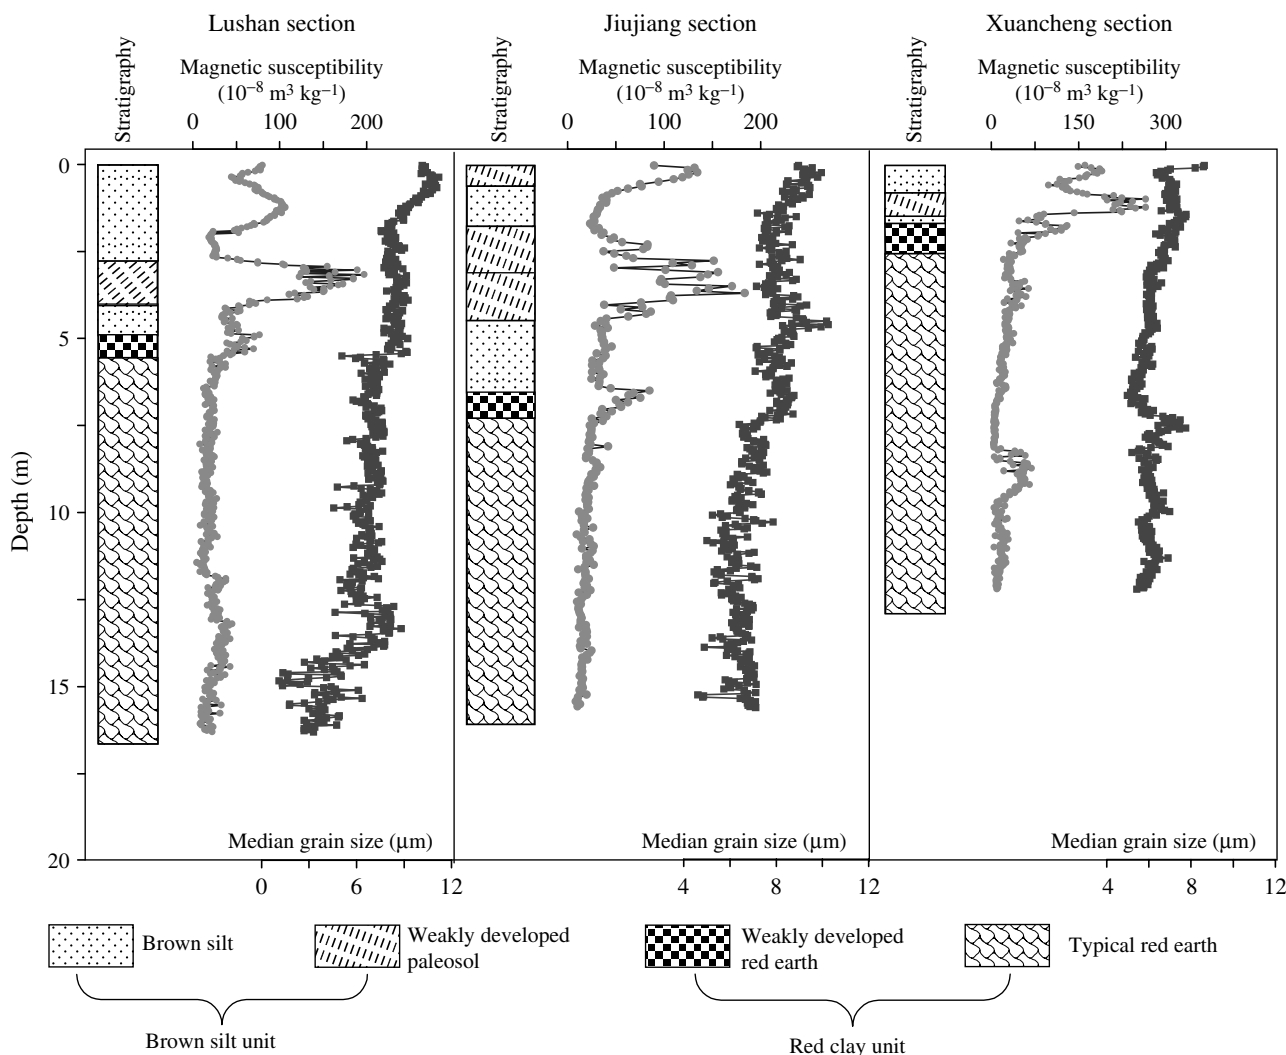 Lushan section
Jiujiang section
Xuancheng section
Stratigraphy
Magnetic susceptibility
(10⁻⁸ m³ kg⁻¹)
0 100 200
Stratigraphy
Magnetic susceptibility
(10⁻⁸ m³ kg⁻¹)
0 100 200
Stratigraphy
Magnetic susceptibility
(10⁻⁸ m³ kg⁻¹)
0 150 300
Depth (m)
0
5
10
15
20
Median grain size (μm)
0 6 12
Median grain size (μm)
4 8 12
Median grain size (μm)
4 8 12
Brown silt
Weakly developed
paleosol
Weakly developed
red earth
Typical red earth
Brown silt unit
Red clay unit